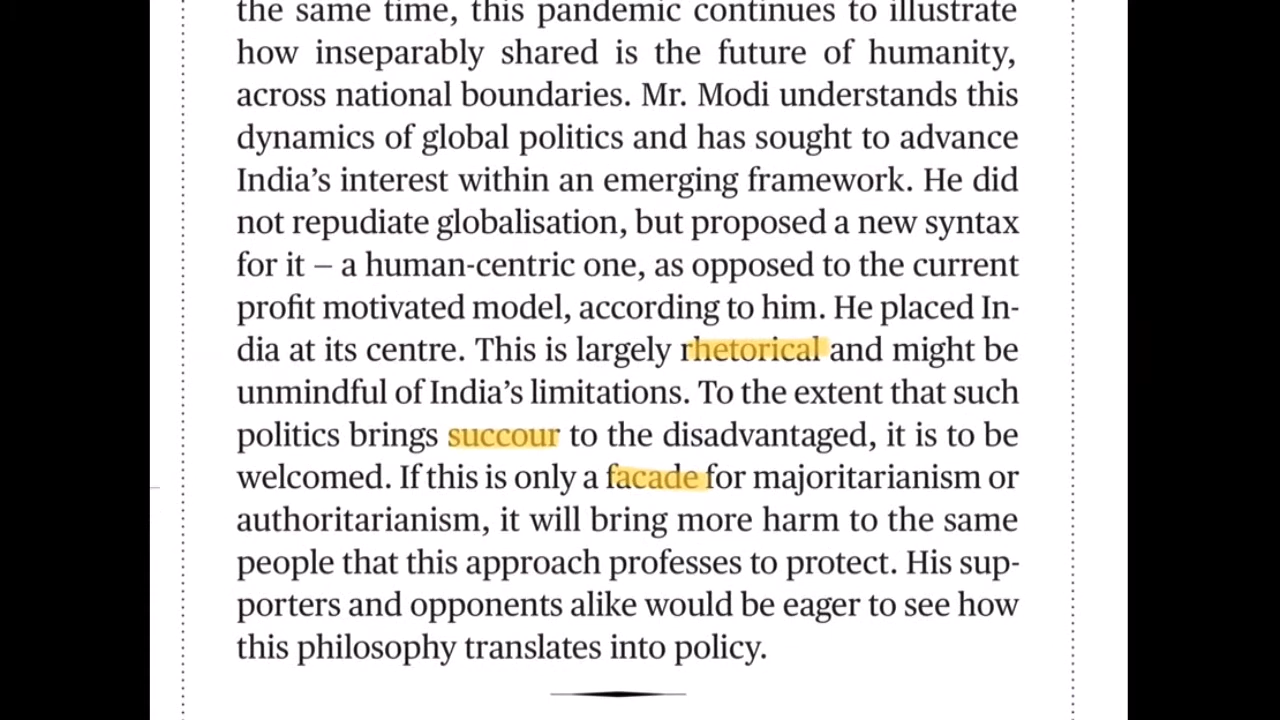 the same time, this pandemic continues to illustrate
how inseparably shared is the future of humanity,
across national boundaries. Mr. Modi understands this
dynamics of global politics and has sought to advance
India’s interest within an emerging framework. He did
not repudiate globalisation, but proposed a new syntax
for it – a human-centric one, as opposed to the current
profit motivated model, according to him. He placed In-
dia at its centre. This is largely rhetorical and might be
unmindful of India’s limitations. To the extent that such
politics brings succour to the disadvantaged, it is to be
welcomed. If this is only a facade for majoritarianism or
authoritarianism, it will bring more harm to the same
people that this approach professes to protect. His sup-
porters and opponents alike would be eager to see how
this philosophy translates into policy.